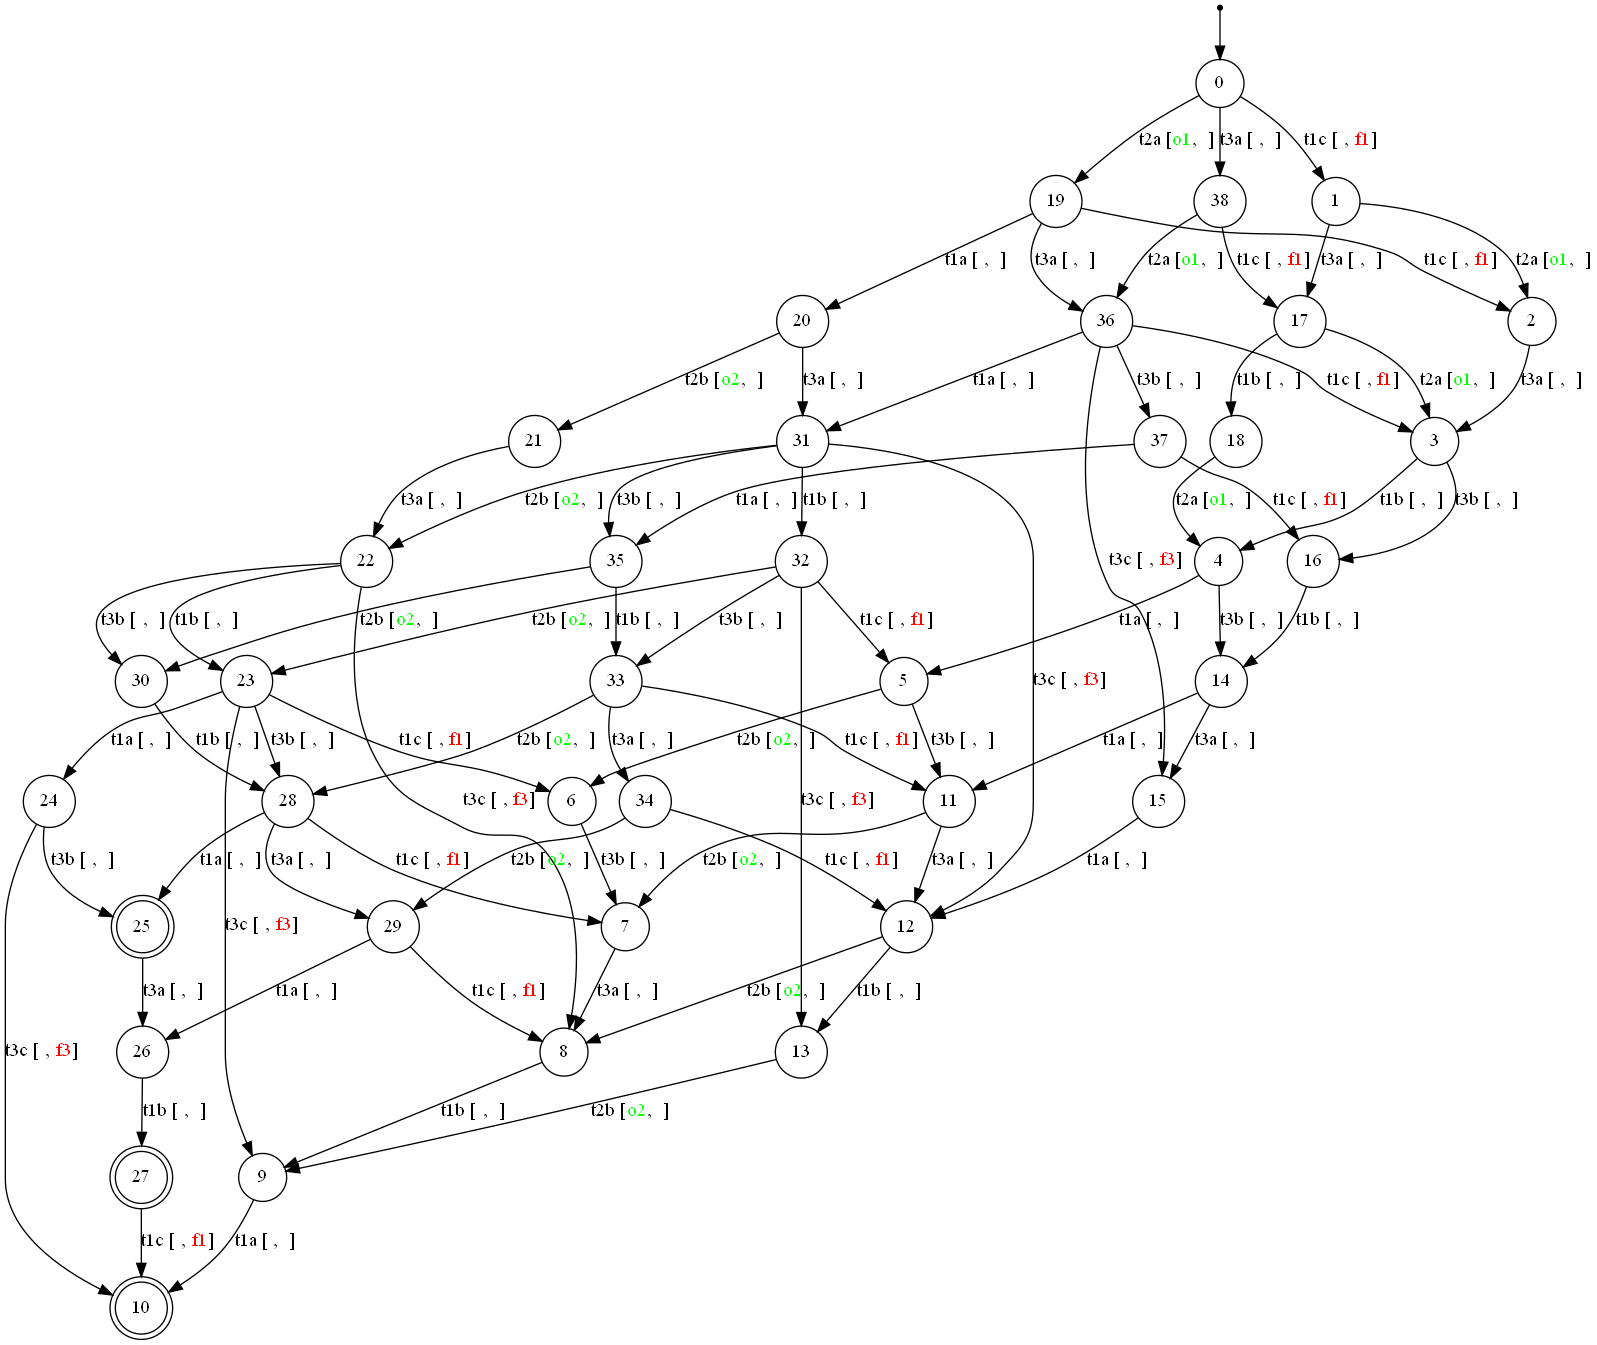 0
t2a [o1, ] t3a [ , ] t1c [ , f1]
19 38 1
t1a [ , ] t3a [ , ] t2a [o1, ] t1c [ , f1] t3a [ , ] t1c [ , f1] t2a [o1, ]
20 36 17 2
t2b [o2, ] t3a [ , ] t1a [ , ] t3b [ , ] t1b [ , ] t1c [ , f1] t2a [o1, ] t3a [ , ]
21 31 37 18 3
t3a [ , ] t2b [o2, ] t3b [ , ] t1a [ , ] t1b [ , ] t2a [o1, ] t1c [ , f1] t1b [ , ] t3b [ , ]
22 35 32 t3c [ , f3] 4 16
t3b [ , ] t1b [ , ] t2b [o2, ] t2b [o2, ] t1b [ , ] t3b [ , ] t1c [ , f1] t1a [ , ] t3b [ , ] t1b [ , ]
30 23 33 5 t3c [ , f3] 14
t1a [ , ] t1b [ , ] t3b [ , ] t1c [ , f1] t2b [o2, ] t3a [ , ] t2b [o2, ] t1c [ , f1] t3b [ , ] t1a [ , ] t3a [ , ]
24 28 t3c [ , f3] 6 34 t3c [ , f3] 11 15
t3b [ , ] t1a [ , ] t3a [ , ] t1c [ , f1] t2b [o2, ] t3b [ , ] t2b [o2, ] t1c [ , f1] t3a [ , ] t1a [ , ]
25 t3c [ , f3] 29 7 12
t3a [ , ] t1a [ , ] t1c [ , f1] t3a [ , ] t2b [o2, ] t1b [ , ]
t3c [ , f3] 26 8 13
t1b [ , ] t1b [ , ] t2b [o2, ]
27 9
t1c [ , f1] t1a [ , ]
10